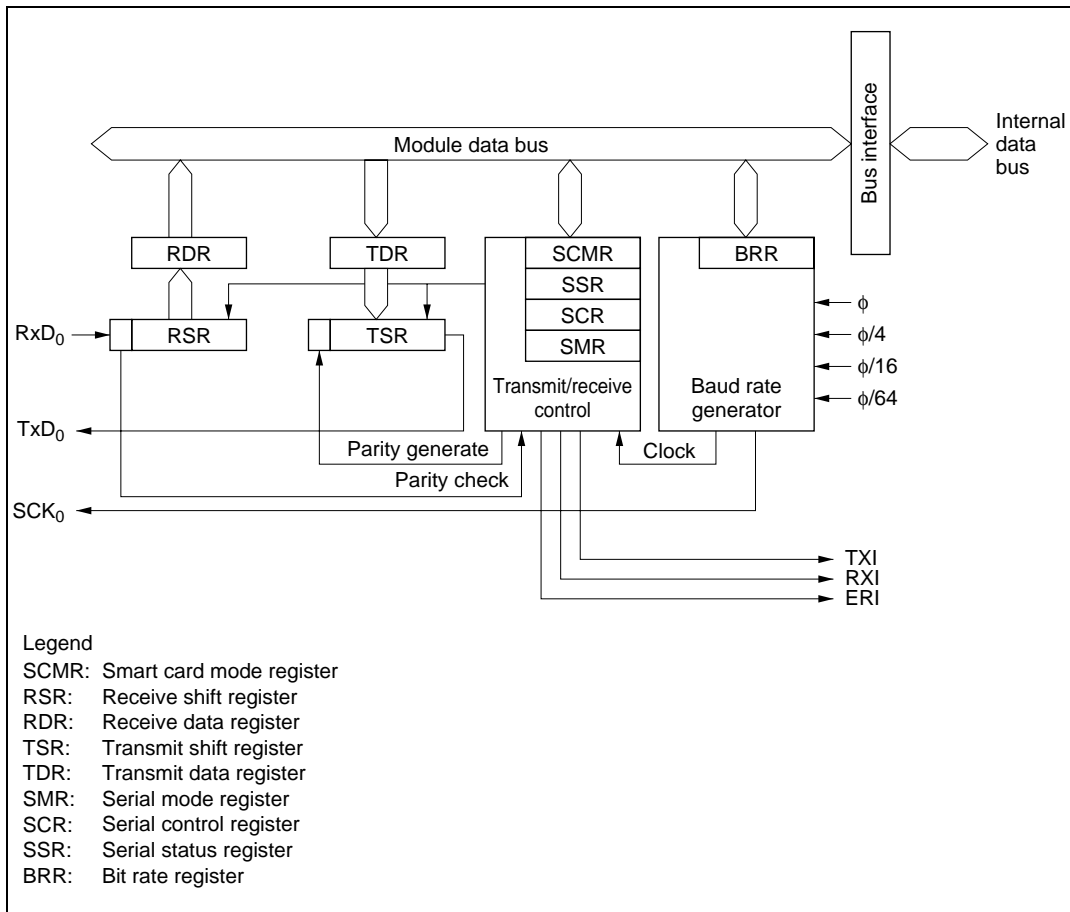 Bus interface
Internal
data
bus
Module data bus
RDR
TDR
SCMR
BRR
SSR
SCR
SMR
RxD0
RSR
TSR
ϕ
ϕ/4
ϕ/16
ϕ/64
Transmit/receive
control
Baud rate
generator
TxD0
Parity generate
Clock
Parity check
SCK0
TXI
RXI
ERI
Legend
SCMR: Smart card mode register
RSR: Receive shift register
RDR: Receive data register
TSR: Transmit shift register
TDR: Transmit data register
SMR: Serial mode register
SCR: Serial control register
SSR: Serial status register
BRR: Bit rate register